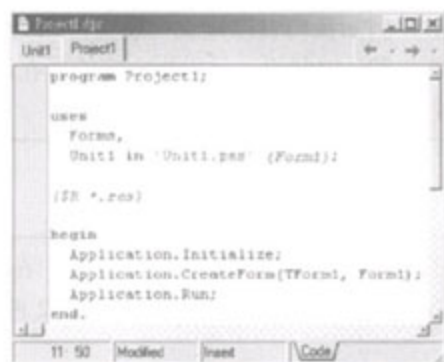 Project1.dpr
Unit1 Project1
program Project1;
uses
Forms,
Unit1 in 'Unit1.pas' {Form1};
{$R *.res}
begin
Application.Initialize;
Application.CreateForm(TForm1, Form1);
Application.Run;
end.
11: 50 Modified Insert Code